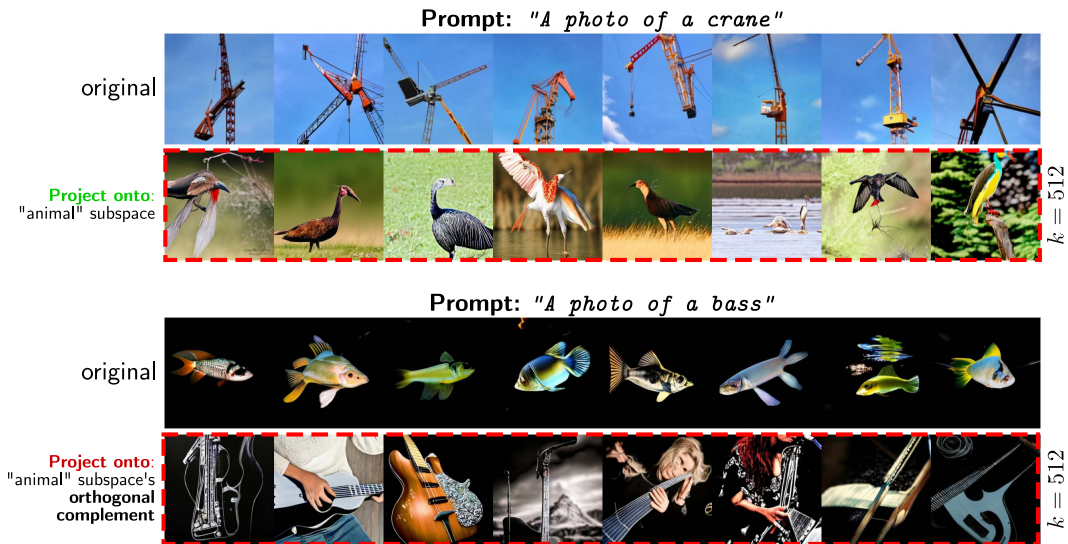 Prompt: "A photo of a crane"
original
Project onto:
"animal" subspace
k = 512
Prompt: "A photo of a bass"
original
Project onto:
"animal" subspace's
orthogonal
complement
k = 512